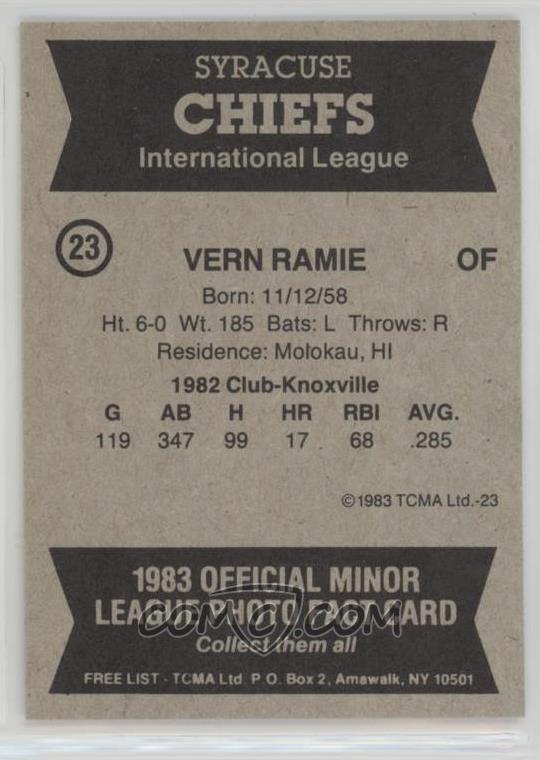 SYRACUSE
CHIEFS
International League
23
VERN RAMIE OF
Born: 11/12/58
Ht. 6-0 Wt. 185 Bats: L Throws: R
Residence: Molokau, HI
1982 Club-Knoxville
G AB H HR RBI AVG.
119 347 99 17 68 .285
©1983 TCMA Ltd.-23
1983 OFFICIAL MINOR
LEAGUE PHOTO FACT CARD
COMC.COM
Collect them all
FREE LIST - TCMA Ltd. P.O. Box 2, Amawalk, NY 10501